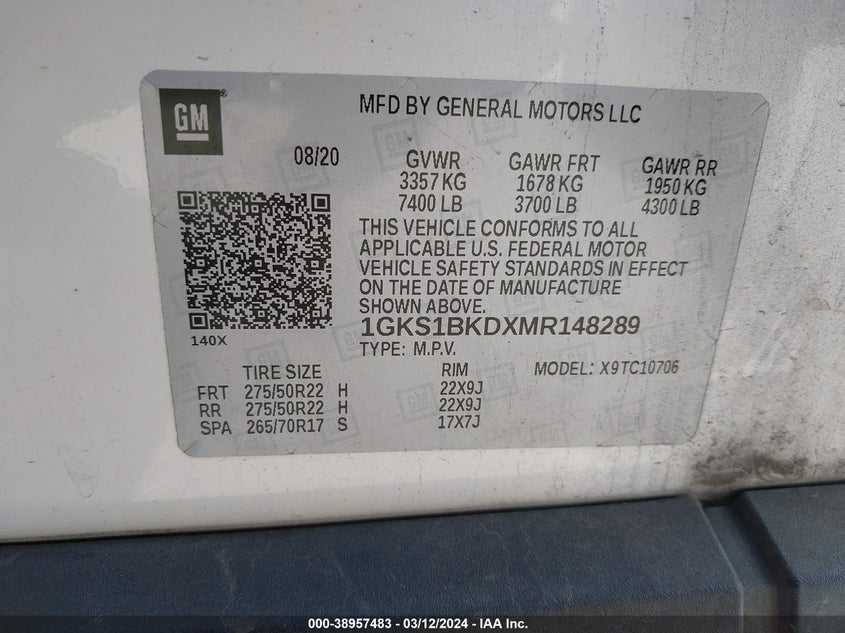 GM
MFD BY GENERAL MOTORS LLC
08/20 GVWR GAWR FRT GAWR RR
3357 KG 1678 KG 1950 KG
7400 LB 3700 LB 4300 LB
THIS VEHICLE CONFORMS TO ALL
APPLICABLE U.S. FEDERAL MOTOR
VEHICLE SAFETY STANDARDS IN EFFECT
ON THE DATE OF MANUFACTURE
SHOWN ABOVE.
1GKS1BKDXMR148289
140X
TYPE: M.P.V.
TIRE SIZE RIM MODEL: X9TC10706
FRT 275/50R22 H 22X9J
RR 275/50R22 H 22X9J
SPA 265/70R17 S 17X7J
000-38957483 - 03/12/2024 - IAA Inc.